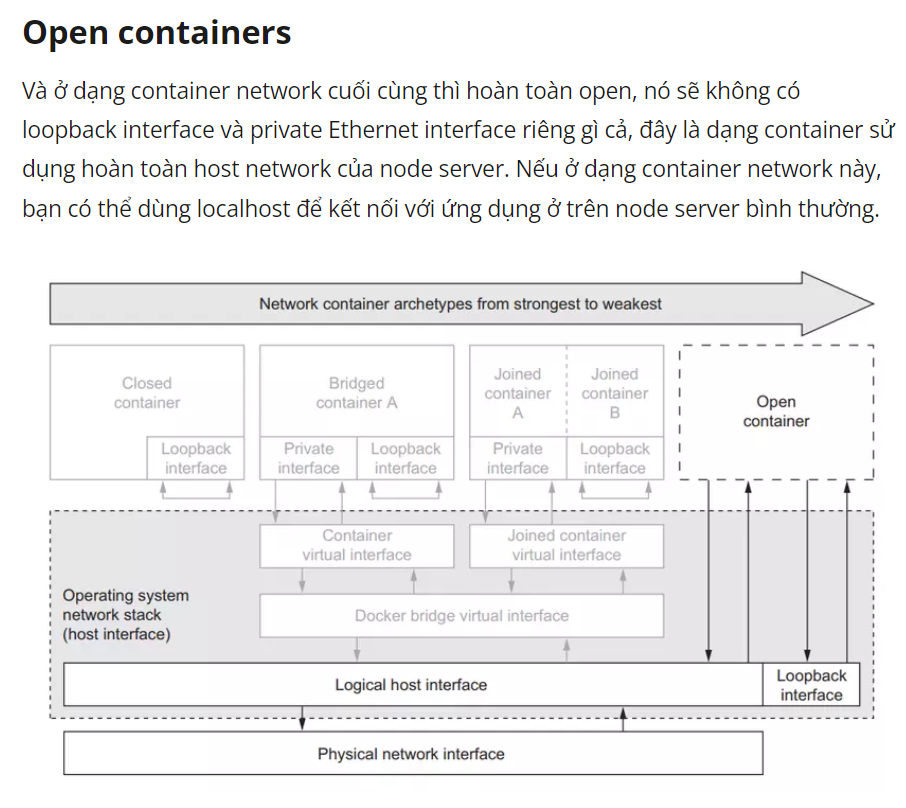 Open containers
Và ở dạng container network cuối cùng thì hoàn toàn open, nó sẽ không có
loopback interface và private Ethernet interface riêng gì cả, đây là dạng container sử
dụng hoàn toàn host network của node server. Nếu ở dạng container network này,
bạn có thể dùng localhost để kết nối với ứng dụng ở trên node server bình thường.
Network container archetypes from strongest to weakest
Closed
container
Loopback
interface
Bridged
container A
Private
interface
Loopback
interface
Joined
container
A
Joined
container
B
Private
interface
Loopback
interface
Open
container
Container
virtual interface
Joined container
virtual interface
Operating system
network stack
(host interface)
Docker bridge virtual interface
Logical host interface
Loopback
interface
Physical network interface